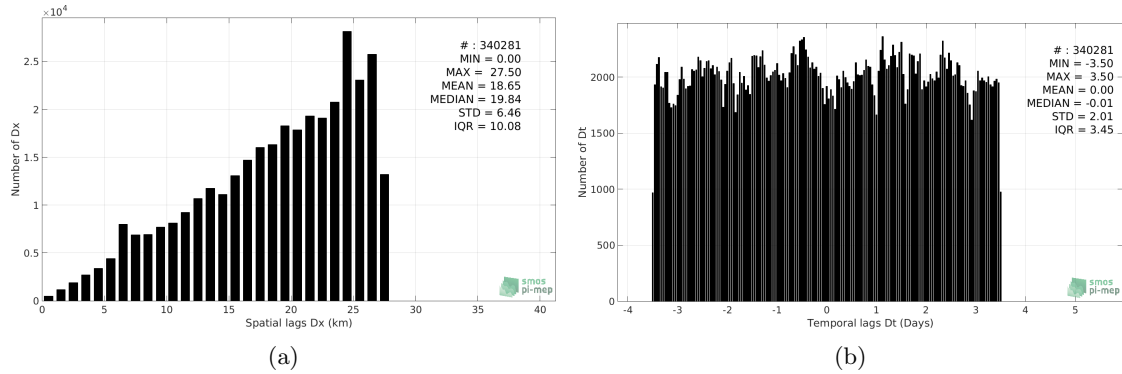 ×10⁴
# : 340281
MIN = 0.00
MAX = 27.50
MEAN = 18.65
MEDIAN = 19.84
STD = 6.46
IQR = 10.08
2.5
2
1.5
1
0.5
0
Number of Dx
0 5 10 15 20 25 30 35 40
Spatial lags Dx (km)
smos
pi-mep
(a)
# : 340281
MIN = -3.50
MAX = 3.50
MEAN = 0.00
MEDIAN = -0.01
STD = 2.01
IQR = 3.45
2000
1500
1000
500
0
Number of Dt
-4 -3 -2 -1 0 1 2 3 4 5
Temporal lags Dt (Days)
smos
pi-mep
(b)